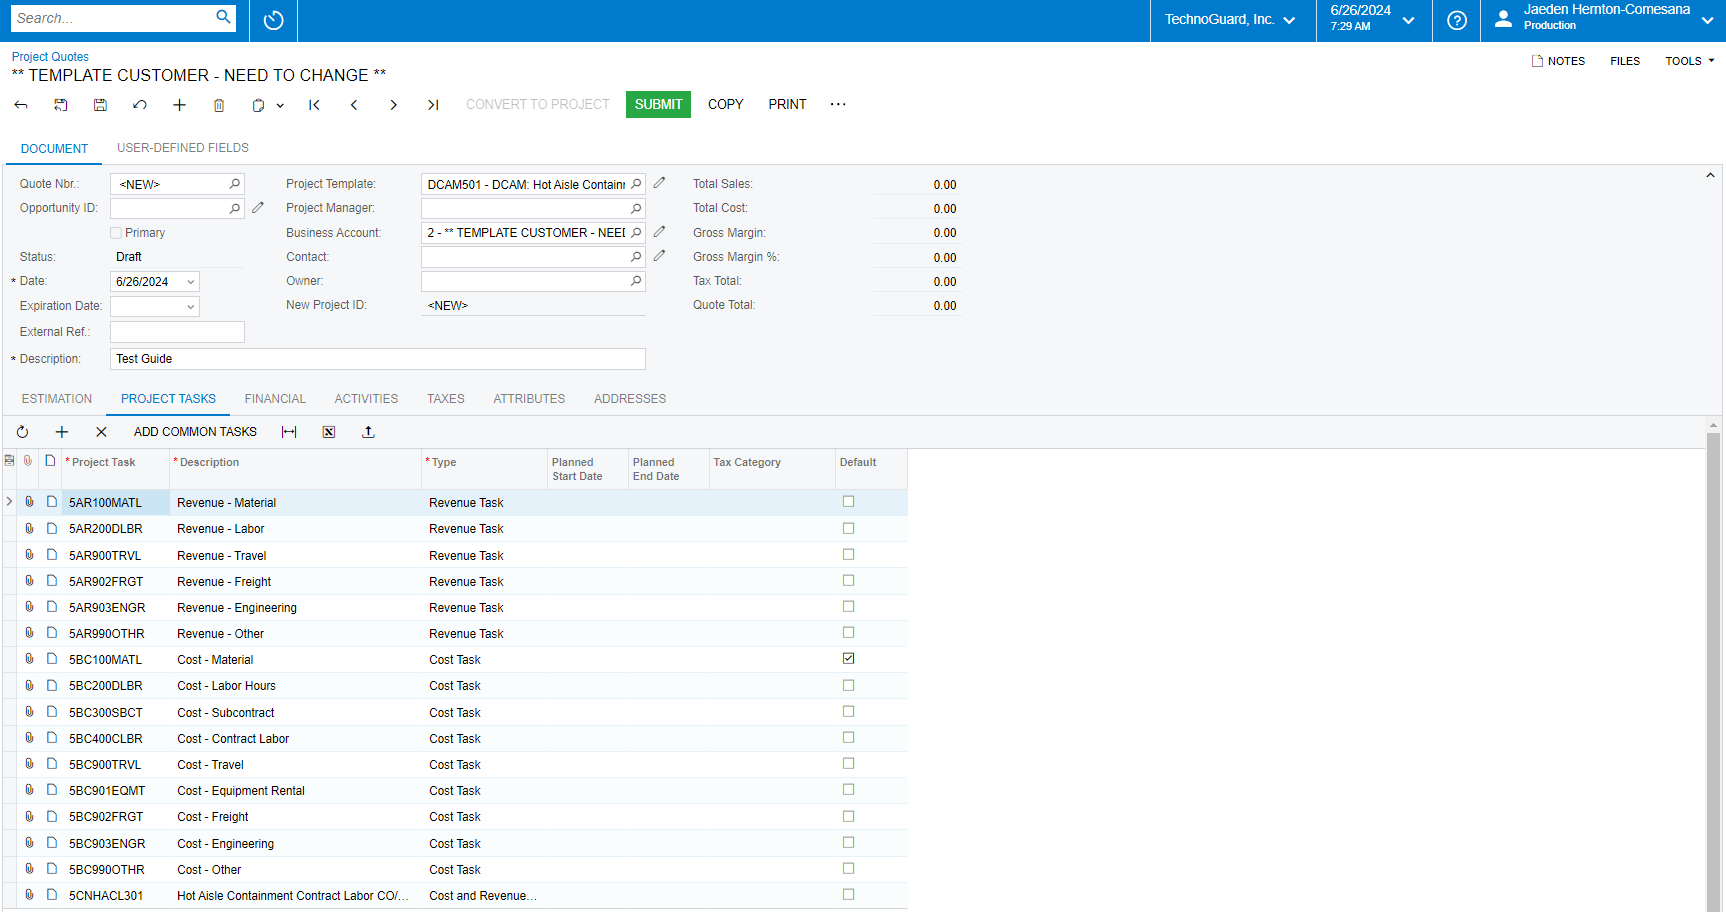 Search...
TechnoGuard, Inc.
6/26/2024
7:29 AM
Jaeden Hernton-Comesana
Production
Project Quotes
** TEMPLATE CUSTOMER - NEED TO CHANGE **
NOTES FILES TOOLS
CONVERT TO PROJECT SUBMIT COPY PRINT ...
DOCUMENT USER-DEFINED FIELDS
Quote Nbr.: <NEW> Project Template: DCAM501 - DCAM: Hot Aisle Contain Total Sales: 0.00
Opportunity ID: Project Manager: Total Cost: 0.00
Primary Business Account: 2 - ** TEMPLATE CUSTOMER - NEED Gross Margin: 0.00
Status: Draft Contact: Gross Margin %: 0.00
* Date: 6/26/2024 Owner: Tax Total: 0.00
Expiration Date: New Project ID: <NEW> Quote Total: 0.00
External Ref.:
* Description: Test Guide
ESTIMATION PROJECT TASKS FINANCIAL ACTIVITIES TAXES ATTRIBUTES ADDRESSES
ADD COMMON TASKS
* Project Task * Description * Type Planned Start Date Planned End Date Tax Category Default
5AR100MATL Revenue - Material Revenue Task
5AR200DLBR Revenue - Labor Revenue Task
5AR900TRVL Revenue - Travel Revenue Task
5AR902FRGT Revenue - Freight Revenue Task
5AR903ENGR Revenue - Engineering Revenue Task
5AR990OTHR Revenue - Other Revenue Task
5BC100MATL Cost - Material Cost Task
5BC200DLBR Cost - Labor Hours Cost Task
5BC300SBCT Cost - Subcontract Cost Task
5BC400CLBR Cost - Contract Labor Cost Task
5BC900TRVL Cost - Travel Cost Task
5BC901EQMT Cost - Equipment Rental Cost Task
5BC902FRGT Cost - Freight Cost Task
5BC903ENGR Cost - Engineering Cost Task
5BC990OTHR Cost - Other Cost Task
5CNHACL301 Hot Aisle Containment Contract Labor CO/... Cost and Revenue...